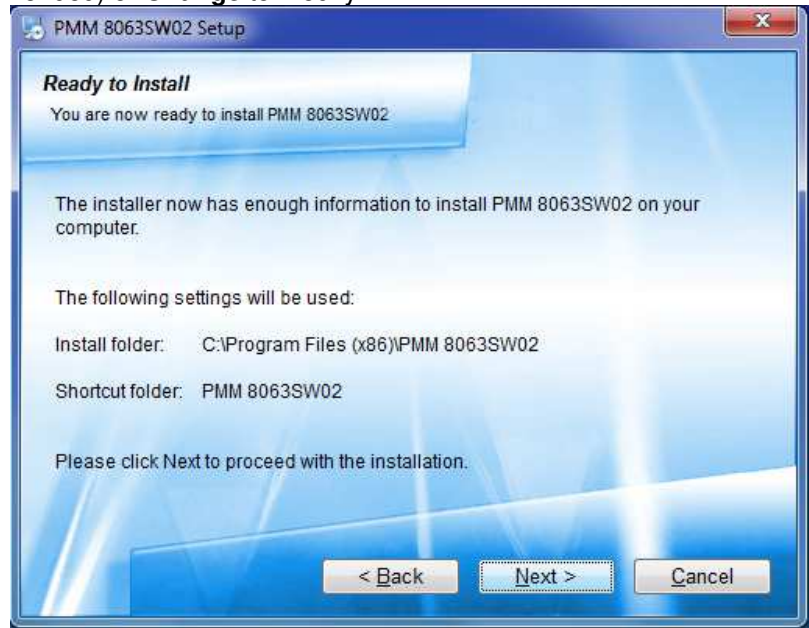 PMM 8063SW02 Setup
Ready to Install
You are now ready to install PMM 8063SW02
The installer now has enough information to install PMM 8063SW02 on your
computer.
The following settings will be used:
Install folder: C:\Program Files (x86)\PMM 8063SW02
Shortcut folder: PMM 8063SW02
Please click Next to proceed with the installation.
< Back Next > Cancel